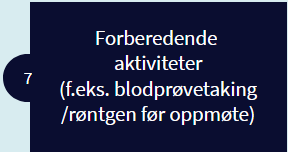 7
Forberedende
aktiviteter
(f.eks. blodprøvetaking
/røntgen før oppmøte)